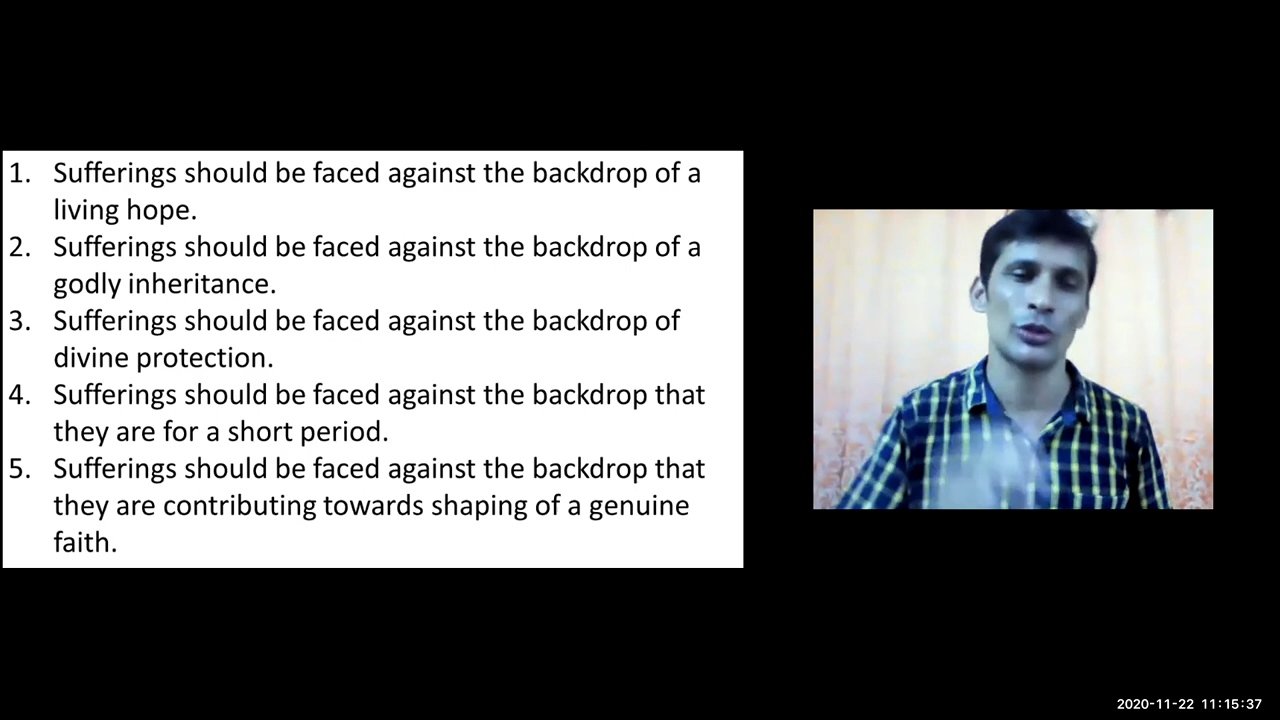 1. Sufferings should be faced against the backdrop of a
living hope.
2. Sufferings should be faced against the backdrop of a
godly inheritance.
3. Sufferings should be faced against the backdrop of
divine protection.
4. Sufferings should be faced against the backdrop that
they are for a short period.
5. Sufferings should be faced against the backdrop that
they are contributing towards shaping of a genuine
faith.
2020-11-22 11:15:37